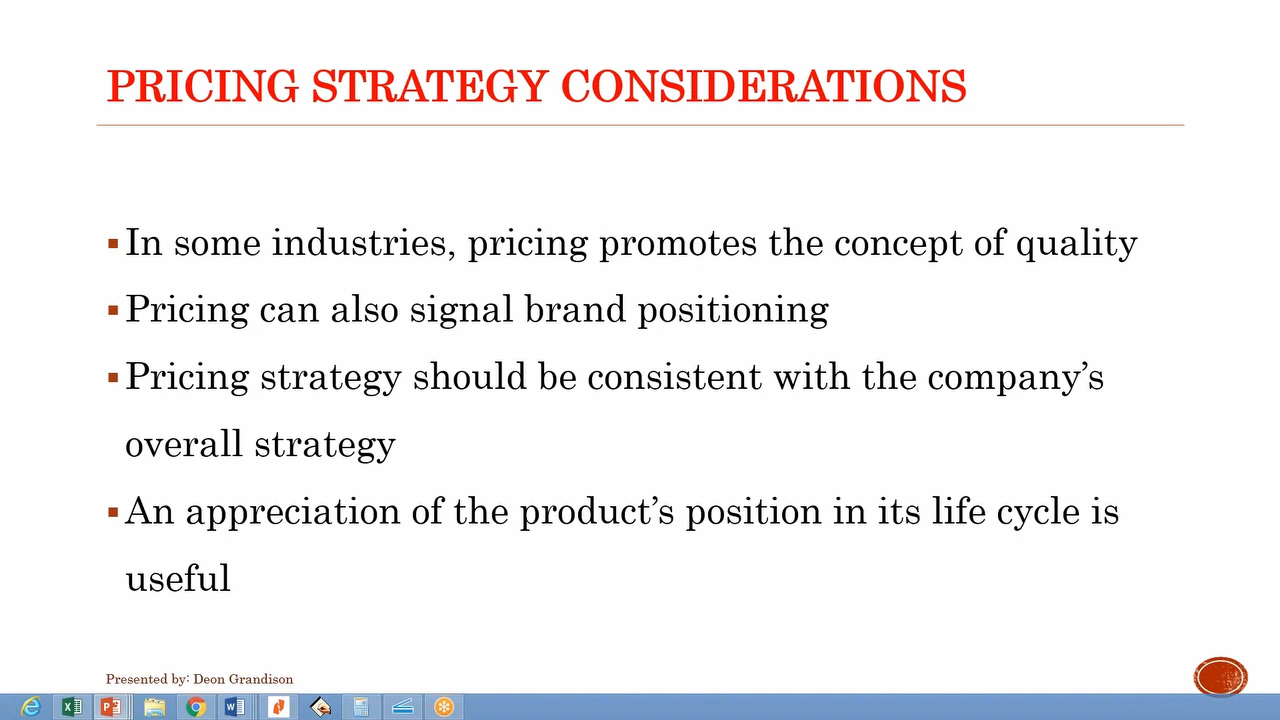 PRICING STRATEGY CONSIDERATIONS
▪In some industries, pricing promotes the concept of quality
▪Pricing can also signal brand positioning
▪Pricing strategy should be consistent with the company’s
overall strategy
▪An appreciation of the product’s position in its life cycle is
useful
Presented by: Deon Grandison